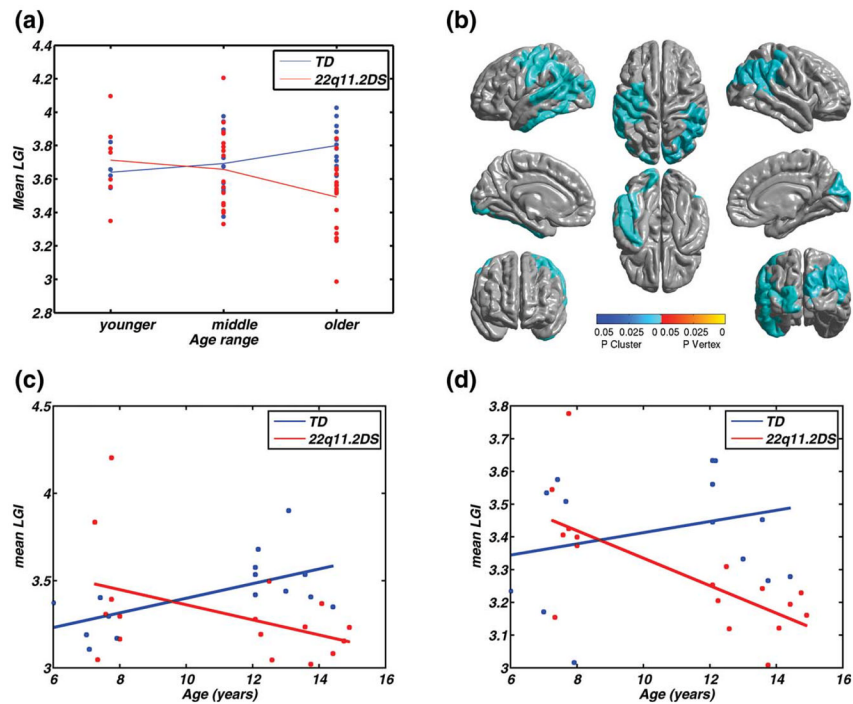 (a)
4.4
4.2
4
3.8
3.6
3.4
3.2
3
2.8
Mean LGI
TD
22q11.2DS
younger
middle
older
Age range
(b)
0.05 0.025 0 0.05 0.025 0
P Cluster
P Vertex
(c)
4.5
4
3.5
3
mean LGI
TD
22q11.2DS
6 8 10 12 14 16
Age (years)
(d)
3.8
3.7
3.6
3.5
3.4
3.3
3.2
3.1
3
mean LGI
TD
22q11.2DS
6 8 10 12 14 16
Age (years)